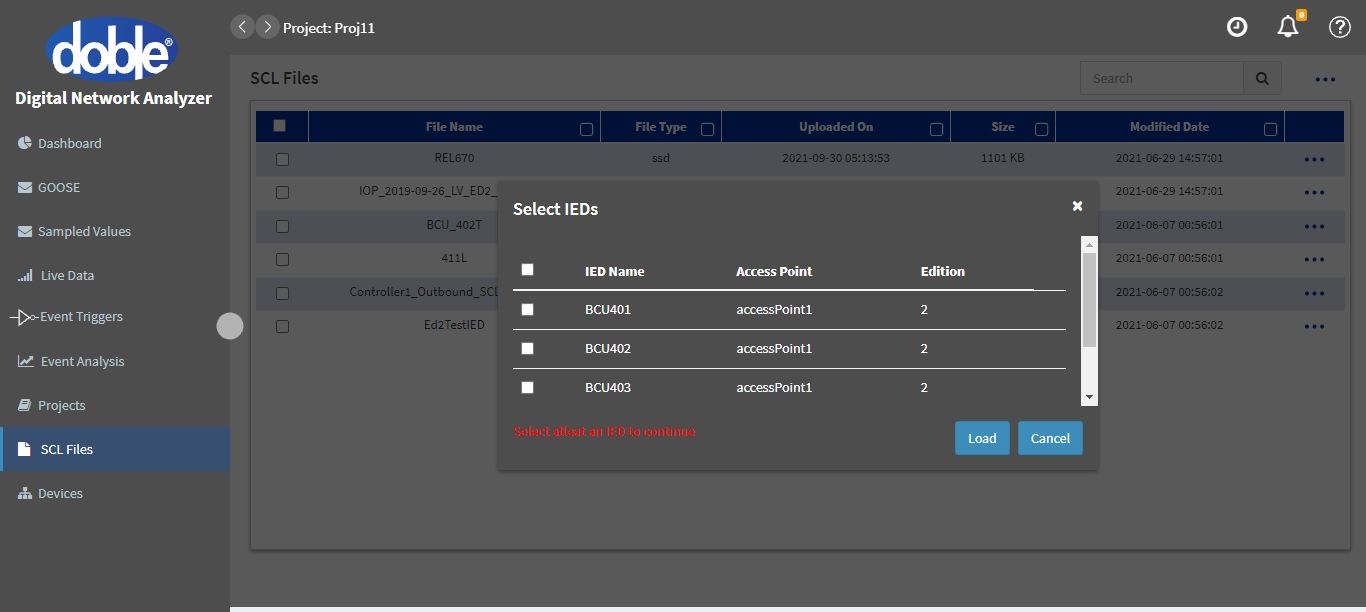 doble®
Digital Network Analyzer
Dashboard
GOOSE
Sampled Values
Live Data
Event Triggers
Event Analysis
Projects
SCL Files
Devices
Project: Proj11
0
SCL Files
Search
File Name File Type Uploaded On Size Modified Date
REL670 ssd 2021-09-30 05:13:53 1101 KB 2021-06-29 14:57:01
IOP_2019-09-26_LV_ED2_ 2021-06-29 14:57:01
BCU_402T 2021-06-07 00:56:01
411L 2021-06-07 00:56:01
Controller1_Outbound_SCL 2021-06-07 00:56:02
Ed2TestIED 2021-06-07 00:56:02
Select IEDs
IED Name Access Point Edition
BCU401 accessPoint1 2
BCU402 accessPoint1 2
BCU403 accessPoint1 2
Select atleat an IED to continue
Load Cancel